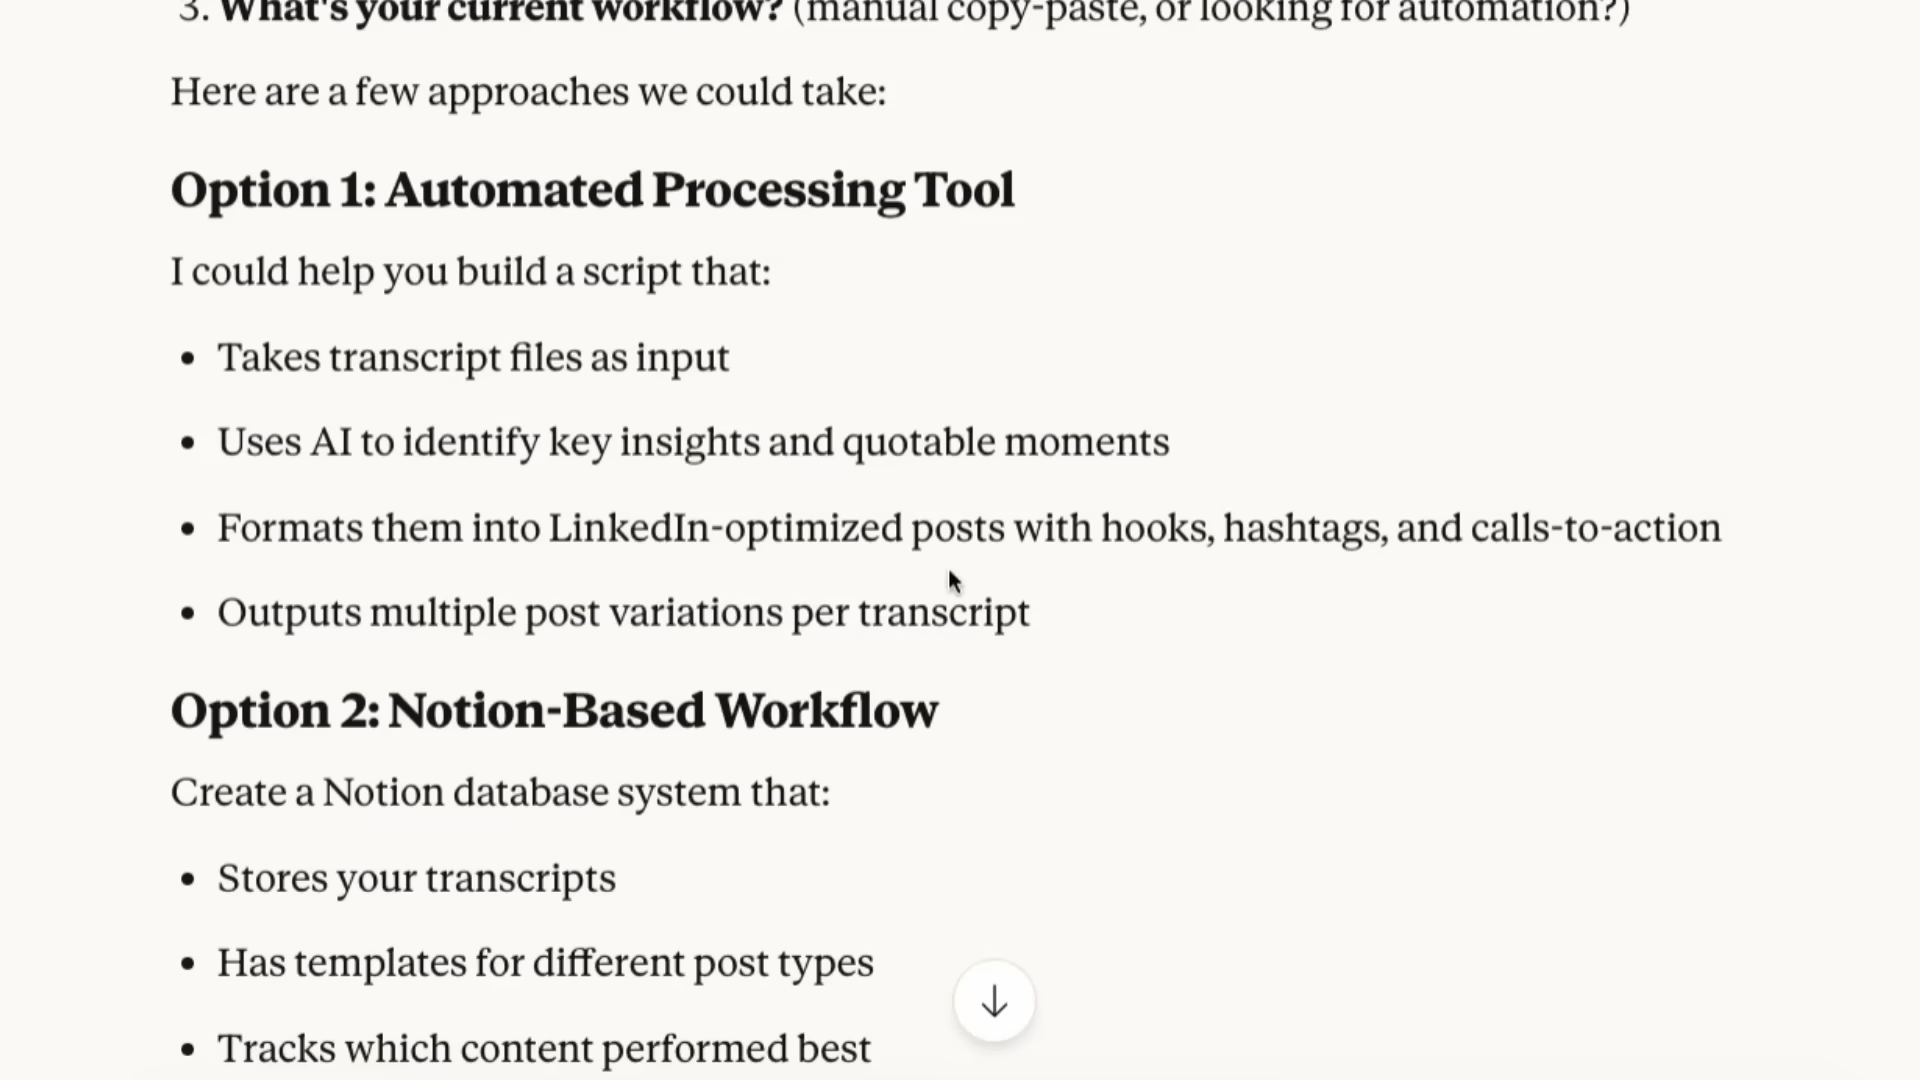 3. What's your current workflow? (manual copy-paste, or looking for automation?)
Here are a few approaches we could take:
Option 1: Automated Processing Tool
I could help you build a script that:
• Takes transcript files as input
• Uses AI to identify key insights and quotable moments
• Formats them into LinkedIn-optimized posts with hooks, hashtags, and calls-to-action
• Outputs multiple post variations per transcript
Option 2: Notion-Based Workflow
Create a Notion database system that:
• Stores your transcripts
• Has templates for different post types
• Tracks which content performed best